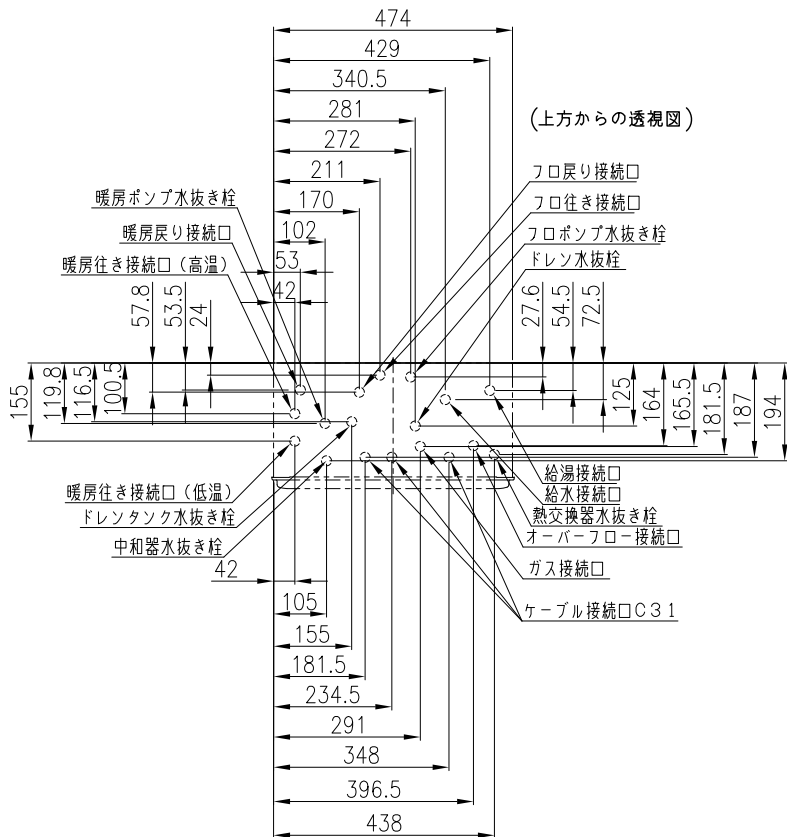 474
429
340.5
281
(上方からの透視図)
272
211
フロ戻り接続口
170
フロ往き接続口
暖房ポンプ水抜き栓
102
フロポンプ水抜き栓
暖房戻り接続口
53
ドレン水抜栓
暖房往き接続口（高温）
42
57.8
53.5
24
27.6
54.5
72.5
155
119.8
116.5
100.5
125
164
165.5
181.5
187
194
給湯接続口
暖房往き接続口（低温）
給水接続口
ドレンタンク水抜き栓
熱交換器水抜き栓
中和器水抜き栓
オーバーフロー接続口
42
ガス接続口
105
ケーブル接続口C31
155
181.5
234.5
291
348
396.5
438